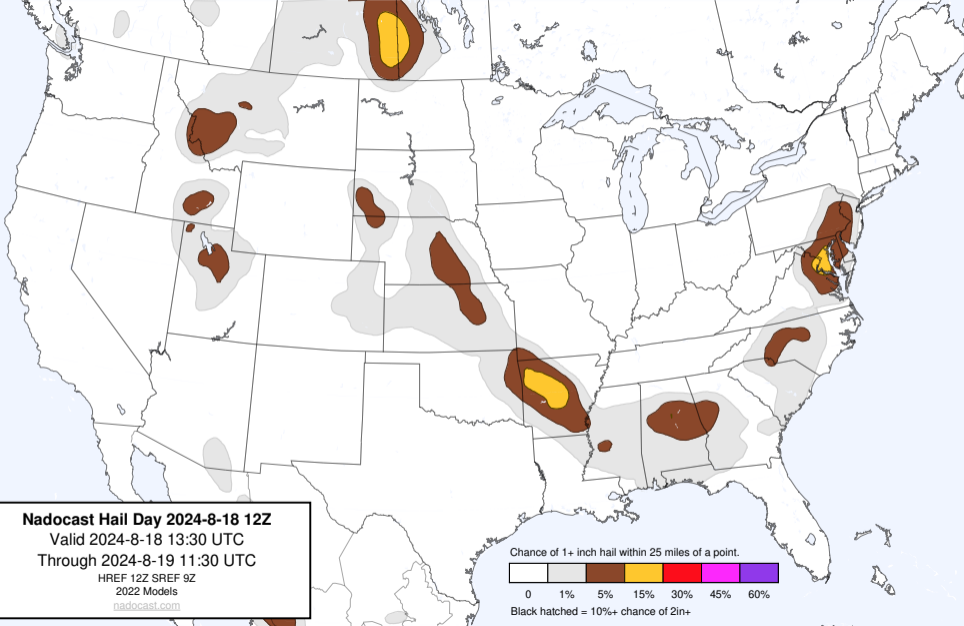 Nadocast Hail Day 2024-8-18 12Z
Valid 2024-8-18 13:30 UTC
Through 2024-8-19 11:30 UTC
HREF 12Z SREF 9Z
2022 Models
nadocast.com
Chance of 1+ inch hail within 25 miles of a point.
0 1% 5% 15% 30% 45% 60%
Black hatched = 10%+ chance of 2in+